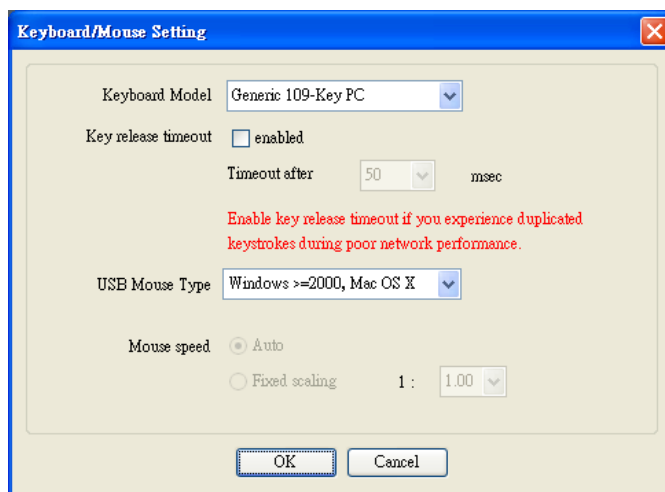 Keyboard/Mouse Setting
Keyboard Model Generic 109-Key PC
Key release timeout enabled
Timeout after 50 msec
Enable key release timeout if you experience duplicated
keystrokes during poor network performance.
USB Mouse Type Windows >=2000, Mac OS X
Mouse speed Auto
Fixed scaling 1 : 1.00
OK Cancel